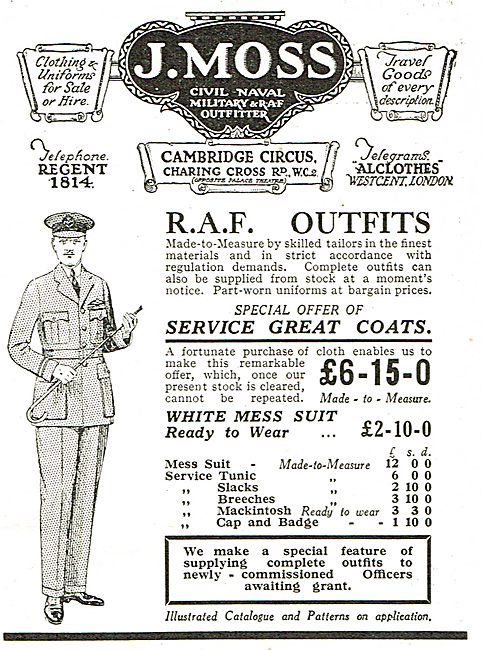 Clothing &
Uniforms
for Sale
or Hire.
J. MOSS
CIVIL NAVAL
MILITARY & R.A.F.
OUTFITTER
Travel
Goods
of every
description.
Telephone.
REGENT
1814.
CAMBRIDGE CIRCUS,
CHARING CROSS RD., W.C.2.
(OPPOSITE PALACE THEATRE)
Telegrams.
"ALCLOTHES"
WESTCENT, LONDON.
R.A.F. OUTFITS
Made-to-Measure by skilled tailors in the finest
materials and in strict accordance with
regulation demands. Complete outfits can
also be supplied from stock at a moment's
notice. Part-worn uniforms at bargain prices.
SPECIAL OFFER OF
SERVICE GREAT COATS.
A fortunate purchase of cloth enables us to
make this remarkable
offer, which, once our
present stock is cleared,
cannot be repeated.
£6-15-0
Made - to - Measure.
WHITE MESS SUIT
Ready to Wear ... £2-10-0
£ s. d.
Mess Suit - Made-to-Measure 12 0 0
Service Tunic ,, 6 0 0
,, Slacks ,, 2 10 0
,, Breeches ,, 3 10 0
,, Mackintosh Ready to wear 3 3 0
,, Cap and Badge - - 1 10 0
We make a special feature of
supplying complete outfits to
newly - commissioned Officers
awaiting grant.
Illustrated Catalogue and Patterns on application.